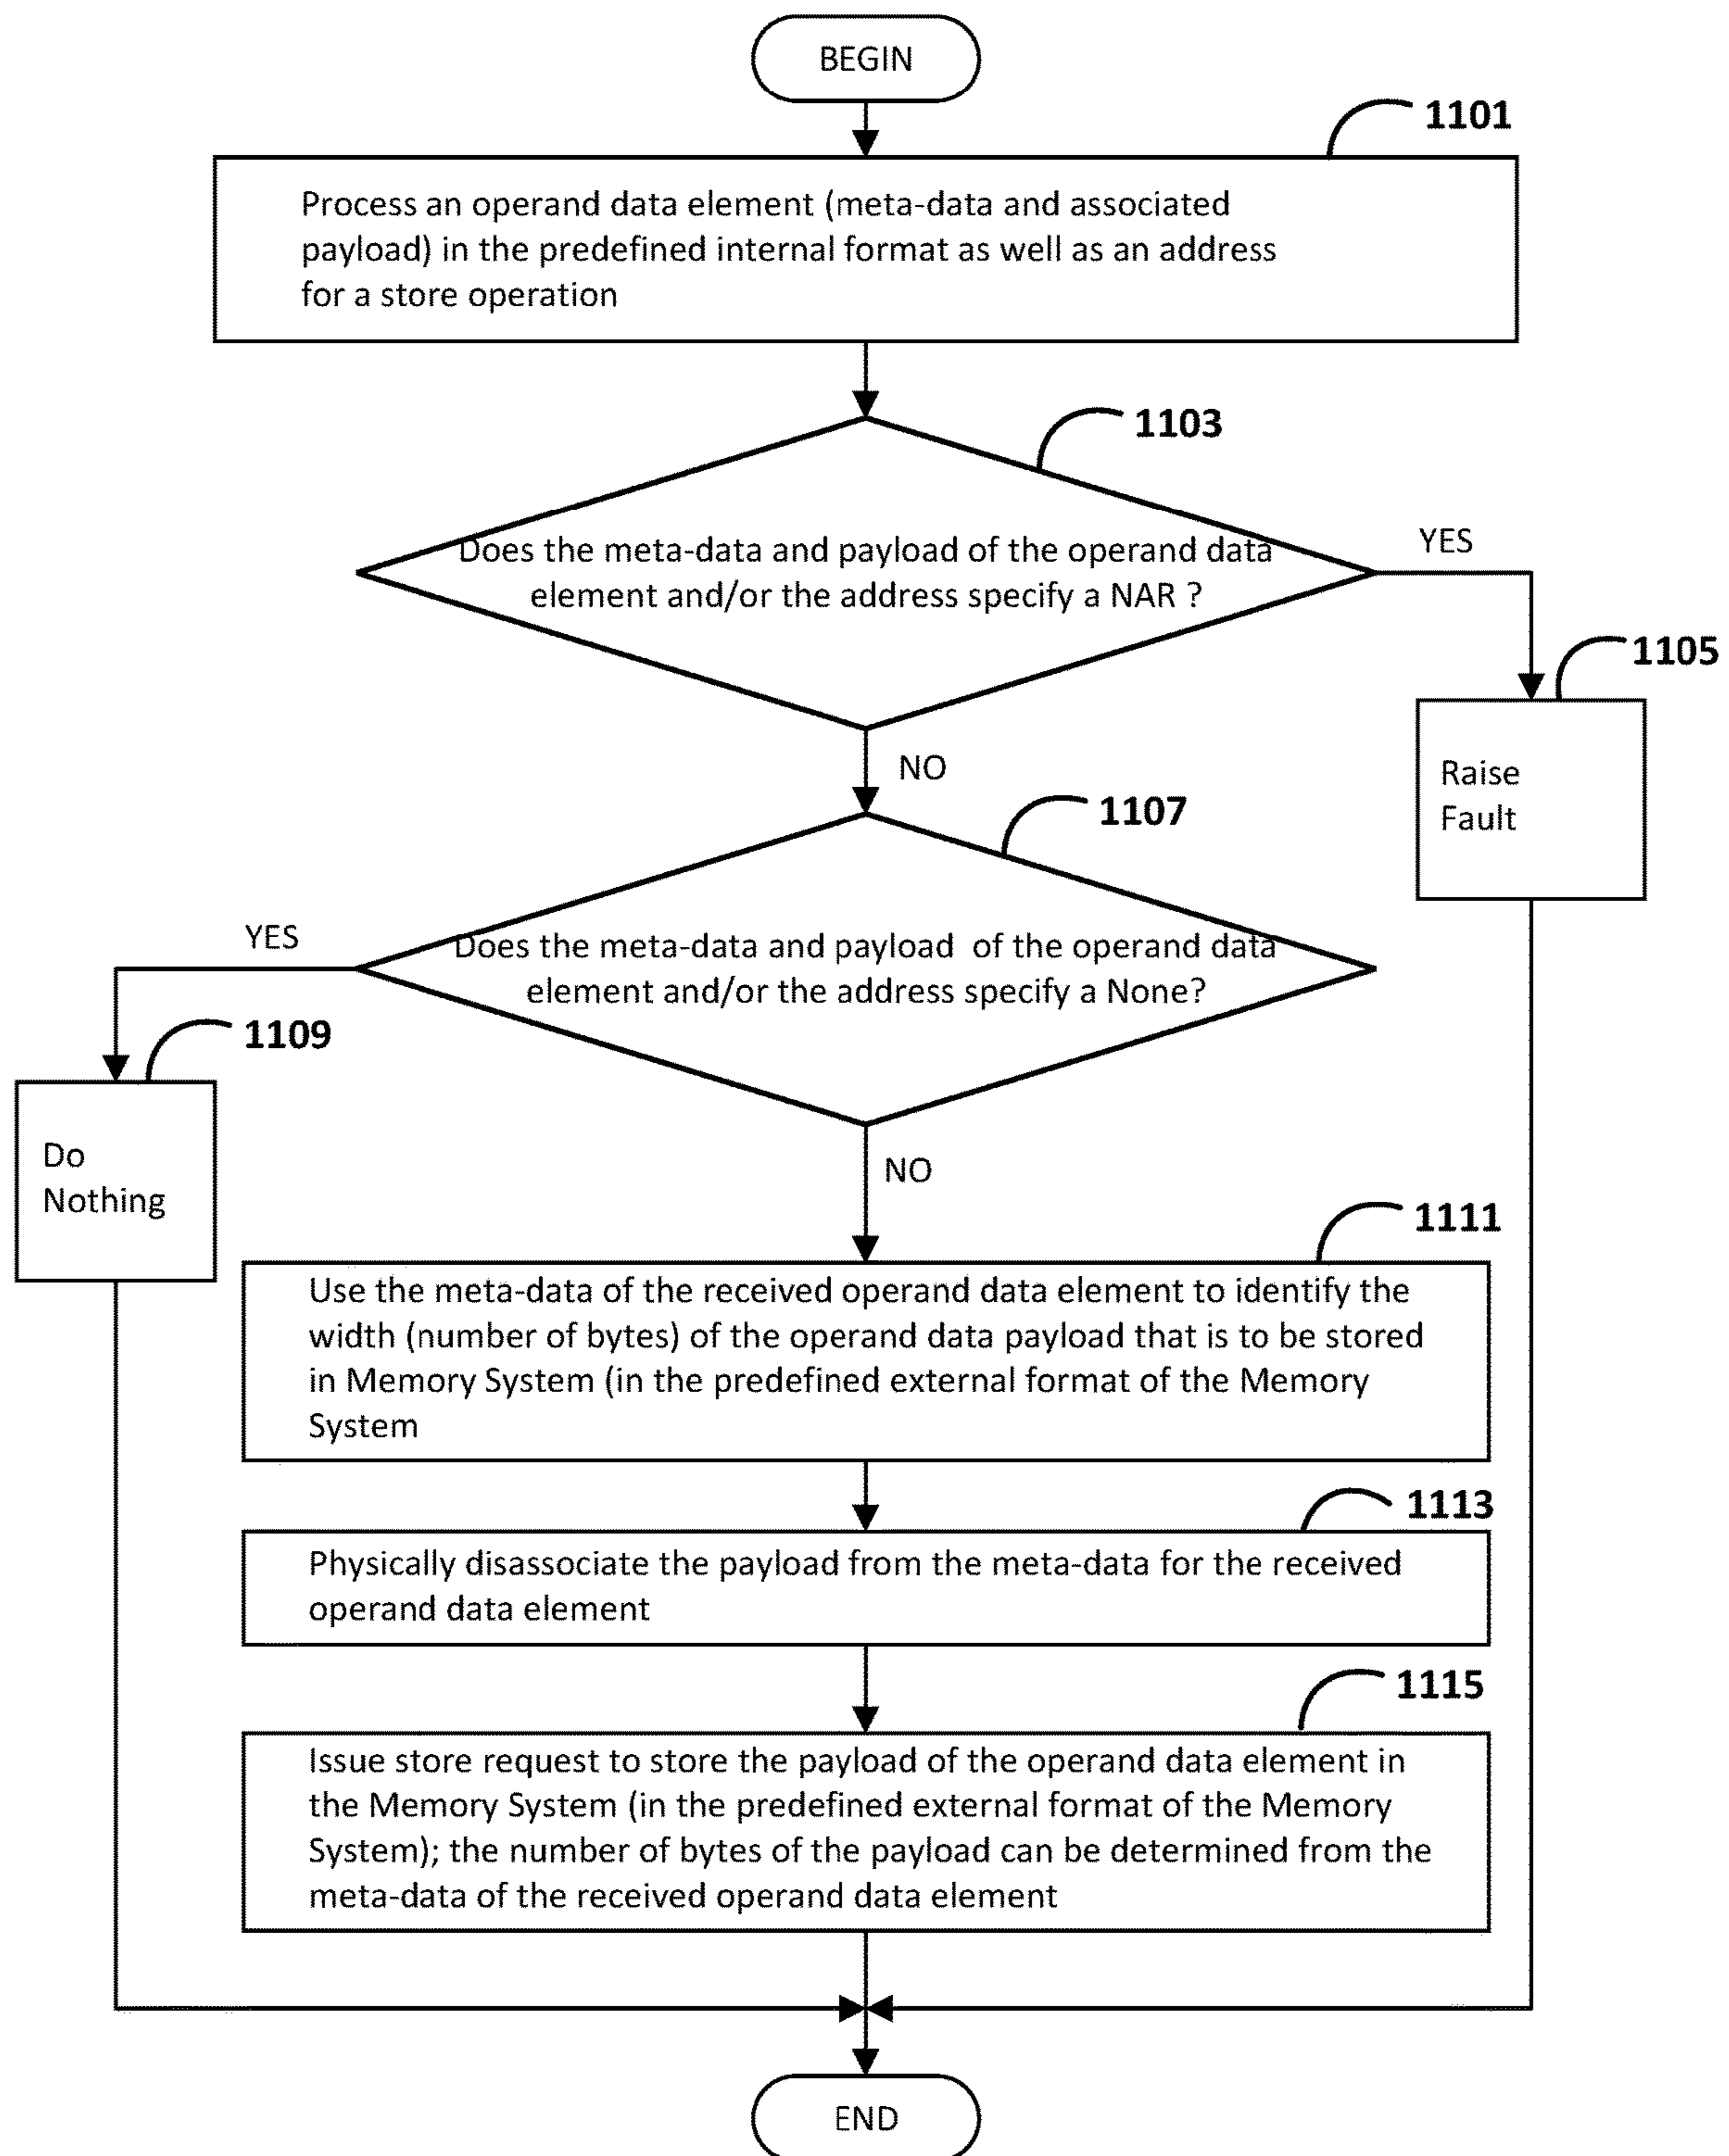 BEGIN
1101
Process an operand data element (meta-data and associated
payload) in the predefined internal format as well as an address
for a store operation
1103
Does the meta-data and payload of the operand data
element and/or the address specify a NAR ?
YES
1105
Raise
Fault
NO
1107
Does the meta-data and payload of the operand data
element and/or the address specify a None?
YES
1109
Do
Nothing
NO
1111
Use the meta-data of the received operand data element to identify the
width (number of bytes) of the operand data payload that is to be stored
in Memory System (in the predefined external format of the Memory
System
1113
Physically disassociate the payload from the meta-data for the received
operand data element
1115
Issue store request to store the payload of the operand data element in
the Memory System (in the predefined external format of the Memory
System); the number of bytes of the payload can be determined from the
meta-data of the received operand data element
END